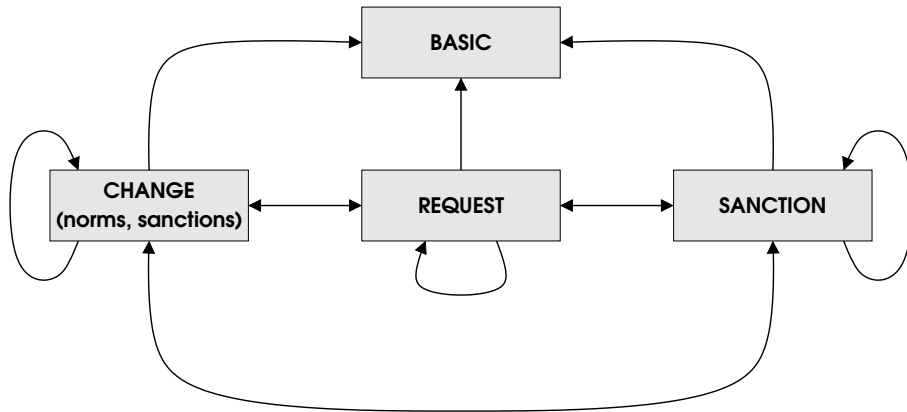 BASIC
CHANGE
(norms, sanctions)
REQUEST
SANCTION